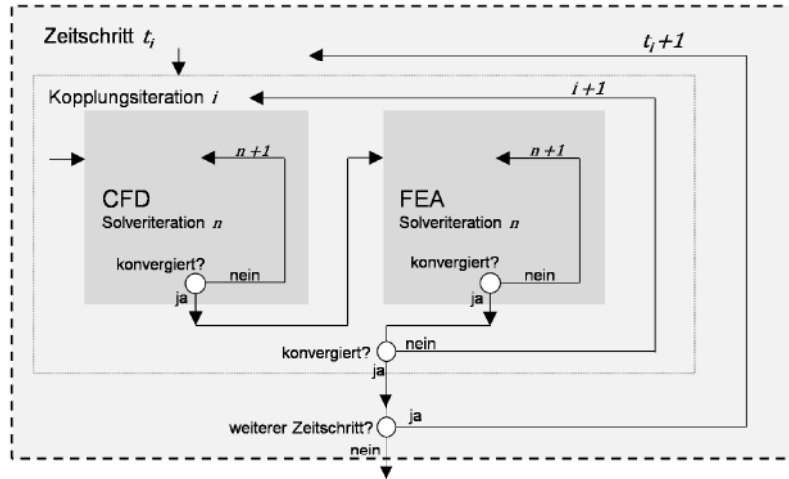 Zeitschritt tᵢ
tᵢ+1
Kopplungsiteration i
i+1
n+1
CFD
Solveriteration n
konvergiert?
nein
ja
n+1
FEA
Solveriteration n
konvergiert?
nein
ja
konvergiert?
nein
ja
weiterer Zeitschritt?
ja
nein